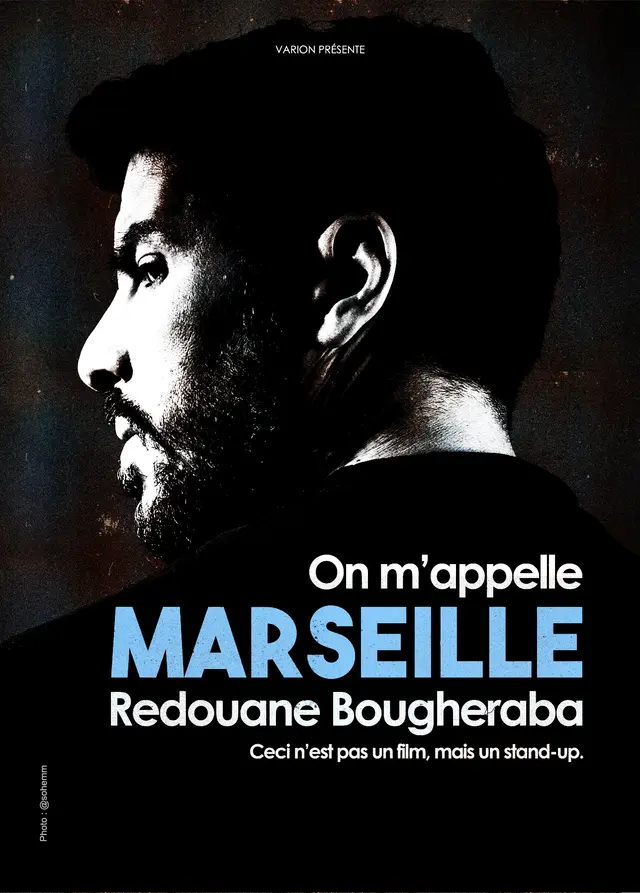 VARION PRÉSENTE
On m'appelle
MARSEILLE
Redouane Bougheraba
Ceci n'est pas un film, mais un stand-up.
Photo : @sohemm